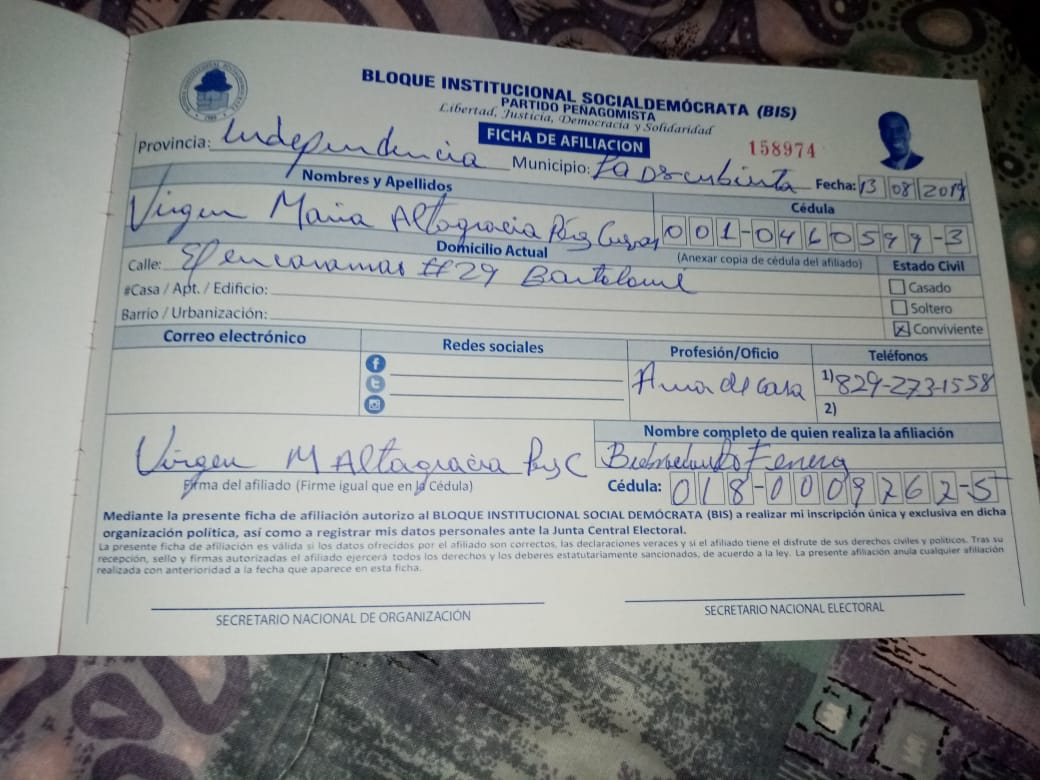 BLOQUE INSTITUCIONAL SOCIALDEMÓCRATA (BIS)
PARTIDO PEÑAGOMISTA
Libertad, Justicia, Democracia y Solidaridad
FICHA DE AFILIACION
158974
Provincia: Independencia Municipio: La Descubierta Fecha: 13 08 2019
Nombres y Apellidos
Cédula
Virgen Maria Altagracia 001-0460599-3
Domicilio Actual
(Anexar copia de cédula del afiliado)
Estado Civil
Calle: #29 Bartolomé
Casado
#Casa / Apt. / Edificio:
Soltero
Barrio / Urbanización:
Conviviente
Correo electrónico
Redes sociales
Profesión/Oficio
Teléfonos
Ama de casa
1) 829-273-1558
2)
Nombre completo de quien realiza la afiliación
Virgen M Altagracia
Firma del afiliado (Firme igual que en la Cédula)
Cédula: 018-0009762-5
Mediante la presente ficha de afiliación autorizo al BLOQUE INSTITUCIONAL SOCIAL DEMÓCRATA (BIS) a realizar mi inscripción única y exclusiva en dicha
organización política, así como a registrar mis datos personales ante la Junta Central Electoral.
La presente ficha de afiliación es válida si los datos ofrecidos por el afiliado son correctos, las declaraciones veraces y si el afiliado tiene el disfrute de sus derechos civiles y políticos. Tras su
recepción, sello y firmas autorizadas el afiliado ejercerá todos los derechos y los deberes estatutariamente sancionados, de acuerdo a la ley. La presente afiliación anula cualquier afiliación
realizada con anterioridad a la fecha que aparece en esta ficha.
SECRETARIO NACIONAL DE ORGANIZACIÓN
SECRETARIO NACIONAL ELECTORAL